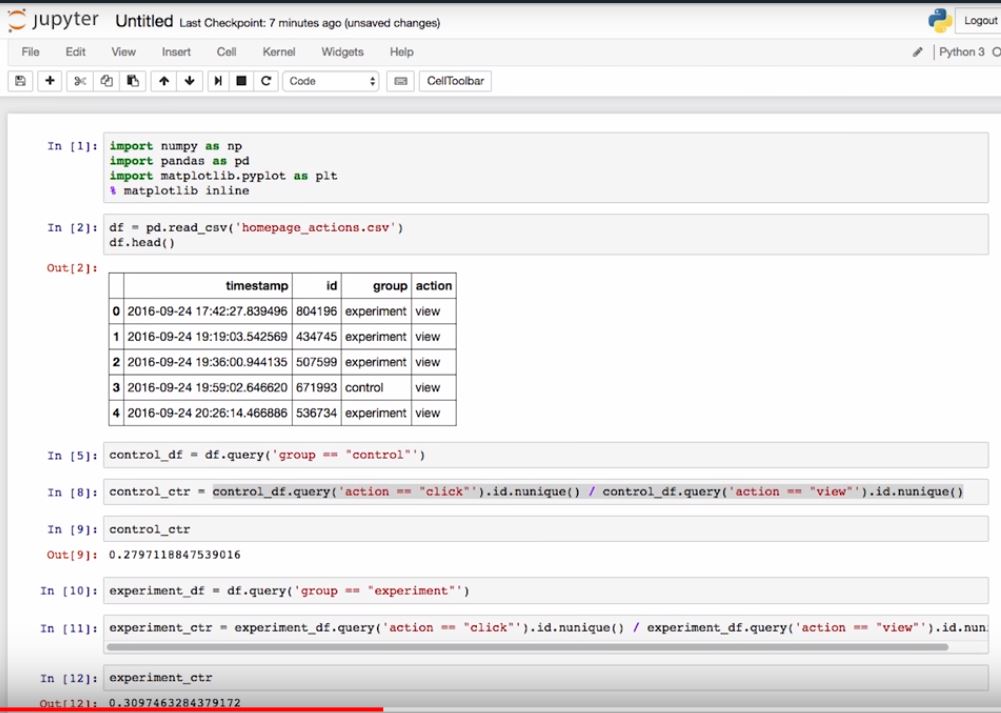 jupyter Untitled Last Checkpoint: 7 minutes ago (unsaved changes) Logout
File Edit View Insert Cell Kernel Widgets Help Python 3
Code CellToolbar
In [1]: import numpy as np
import pandas as pd
import matplotlib.pyplot as plt
% matplotlib inline
In [2]: df = pd.read_csv('homepage_actions.csv')
df.head()
Out[2]:
timestamp id group action
0 2016-09-24 17:42:27.839496 804196 experiment view
1 2016-09-24 19:19:03.542569 434745 experiment view
2 2016-09-24 19:36:00.944135 507599 experiment view
3 2016-09-24 19:59:02.646620 671993 control view
4 2016-09-24 20:26:14.466886 536734 experiment view
In [5]: control_df = df.query('group == "control"')
In [8]: control_ctr = control_df.query('action == "click"').id.nunique() / control_df.query('action == "view"').id.nunique()
In [9]: control_ctr
Out[9]: 0.2797118847539016
In [10]: experiment_df = df.query('group == "experiment"')
In [11]: experiment_ctr = experiment_df.query('action == "click"').id.nunique() / experiment_df.query('action == "view"').id.nun
In [12]: experiment_ctr
Out[12]: 0.3097463284379172